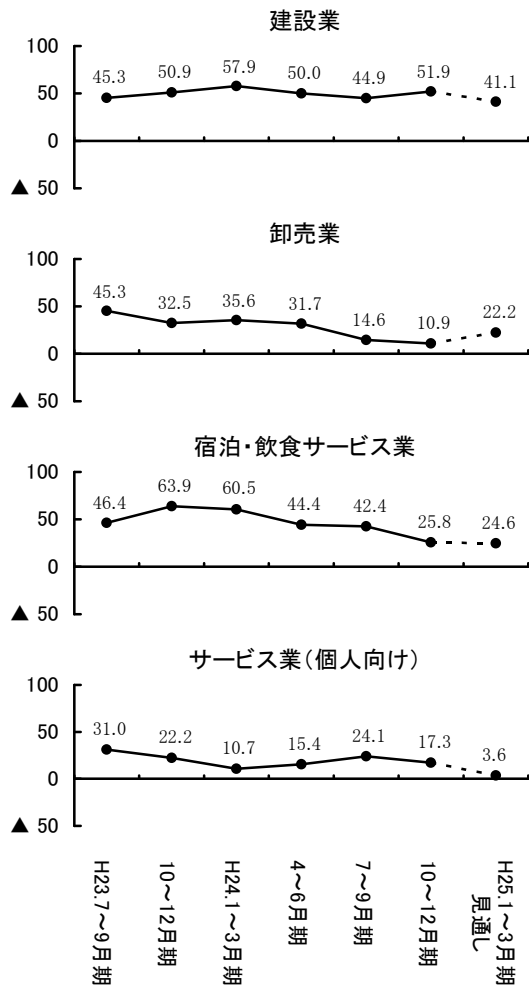 建設業
100
50
0
▲ 50
45.3 50.9 57.9 50.0 44.9 51.9 41.1
卸売業
100
50
0
▲ 50
45.3 32.5 35.6 31.7 14.6 10.9 22.2
宿泊・飲食サービス業
100
50
0
▲ 50
46.4 63.9 60.5 44.4 42.4 25.8 24.6
サービス業（個人向け）
100
50
0
▲ 50
31.0 22.2 10.7 15.4 24.1 17.3 3.6
H23.7～9月期
10～12月期
H24.1～3月期
4～6月期
7～9月期
10～12月期
H25.1～3月期
見通し